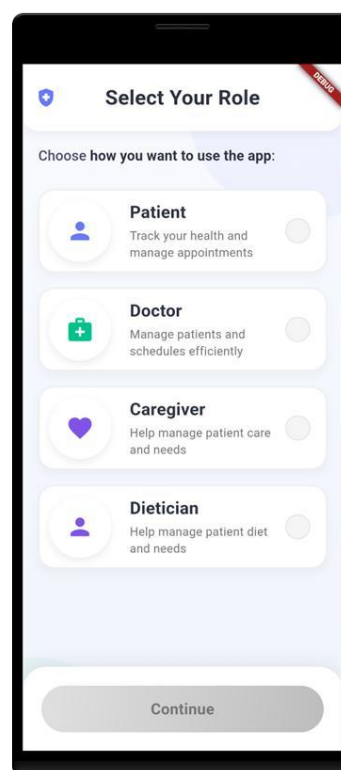 DEBUG
Select Your Role
Choose how you want to use the app:
Patient
Track your health and
manage appointments
Doctor
Manage patients and
schedules efficiently
Caregiver
Help manage patient care
and needs
Dietician
Help manage patient diet
and needs
Continue